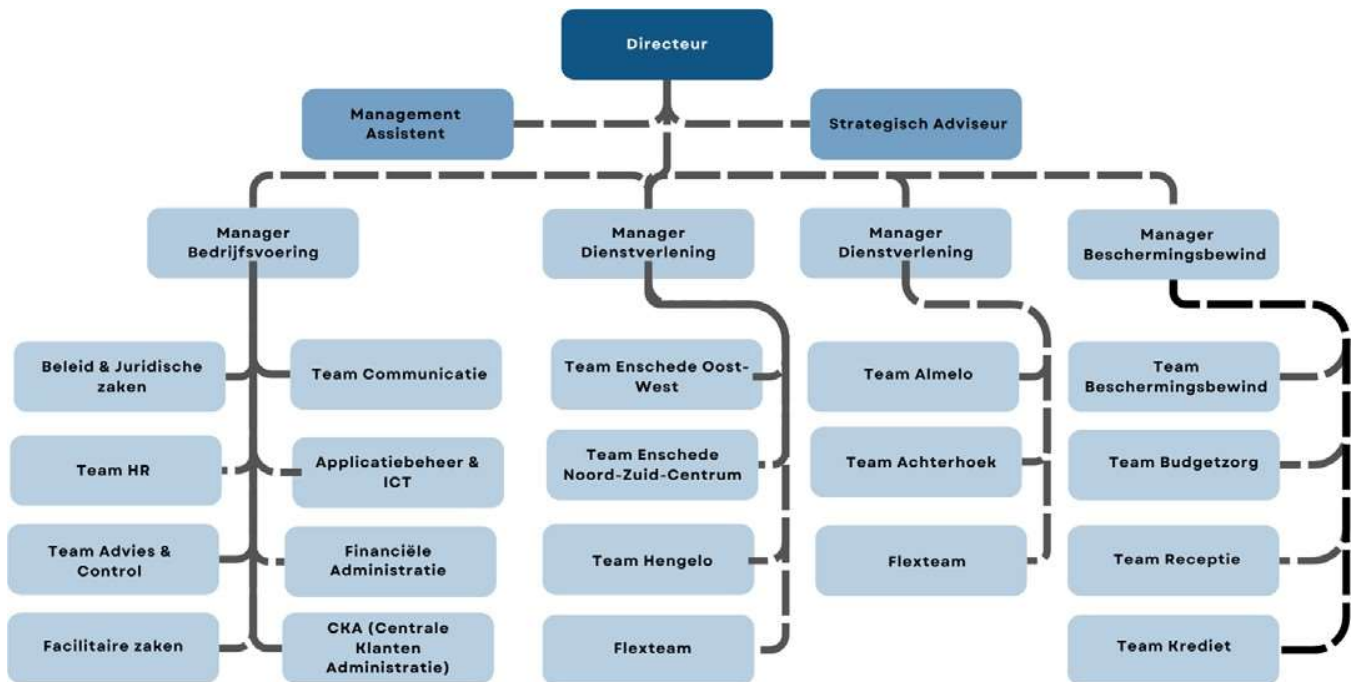 Directeur
Management
Assistent
Strategisch Adviseur
Manager
Bedrijfsvoering
Manager
Dienstverlening
Manager
Dienstverlening
Manager
Beschermingsbewind
Beleid & Juridische
zaken
Team Communicatie
Team Enschede Oost-
West
Team Almelo
Team
Beschermingsbewind
Team HR
Applicatiebeheer &
ICT
Team Enschede
Noord-Zuid-Centrum
Team Achterhoek
Team Budgetzorg
Team Advies &
Control
Financiële
Administratie
Team Hengelo
Flexteam
Team Receptie
Facilitaire zaken
CKA (Centrale
Klanten
Administratie)
Flexteam
Team Krediet